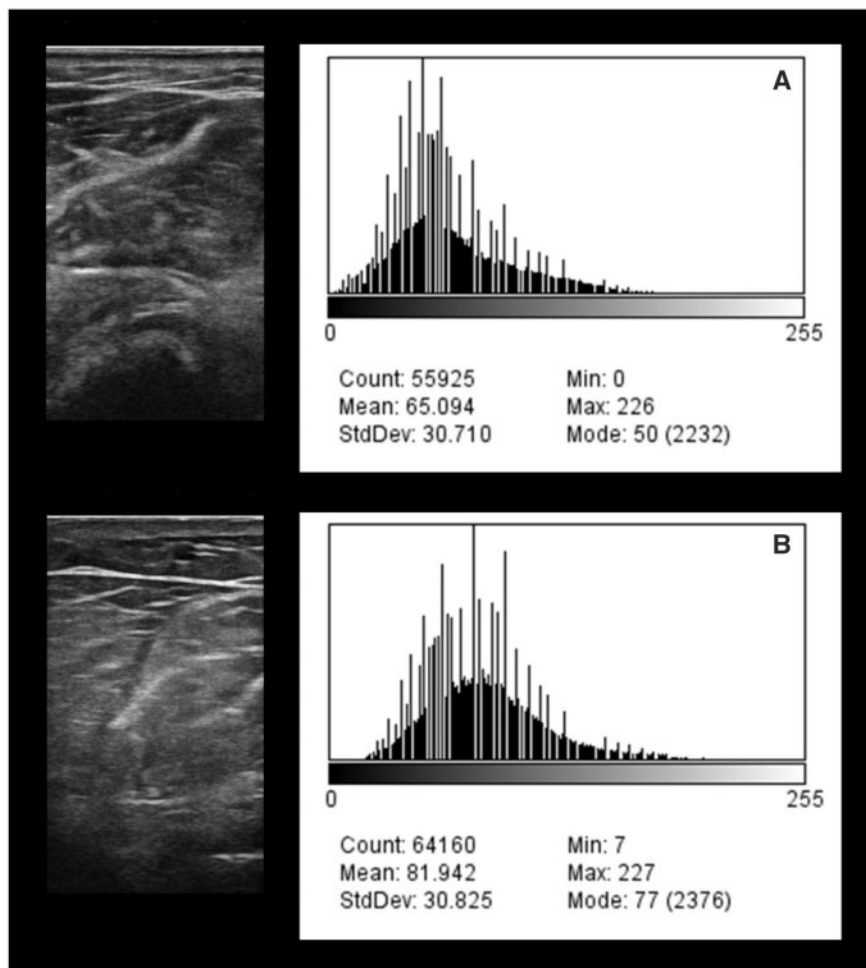 A
0 255
Count: 55925 Min: 0
Mean: 65.094 Max: 226
StdDev: 30.710 Mode: 50 (2232)
B
0 255
Count: 64160 Min: 7
Mean: 81.942 Max: 227
StdDev: 30.825 Mode: 77 (2376)